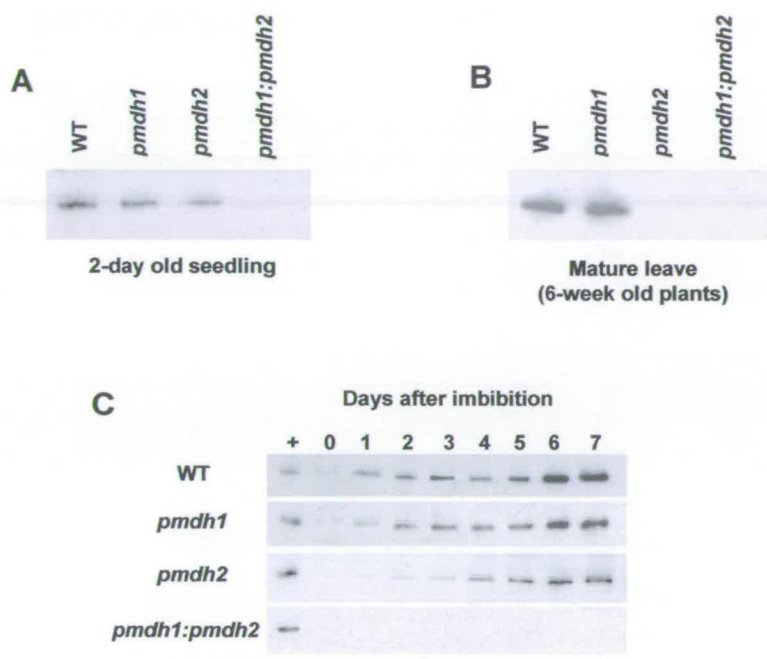 A
WT
pmdh1
pmdh2
pmdh1:pmdh2
2-day old seedling
B
WT
pmdh1
pmdh2
pmdh1:pmdh2
Mature leave
(6-week old plants)
C
Days after imbibition
+ 0 1 2 3 4 5 6 7
WT
pmdh1
pmdh2
pmdh1:pmdh2